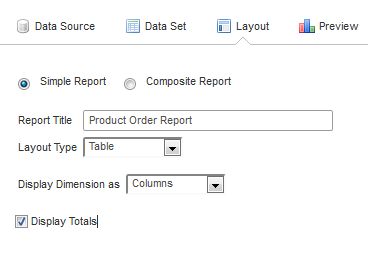 Data Source Data Set Layout Preview
Simple Report Composite Report
Report Title Product Order Report
Layout Type Table
Display Dimension as Columns
Display Totals